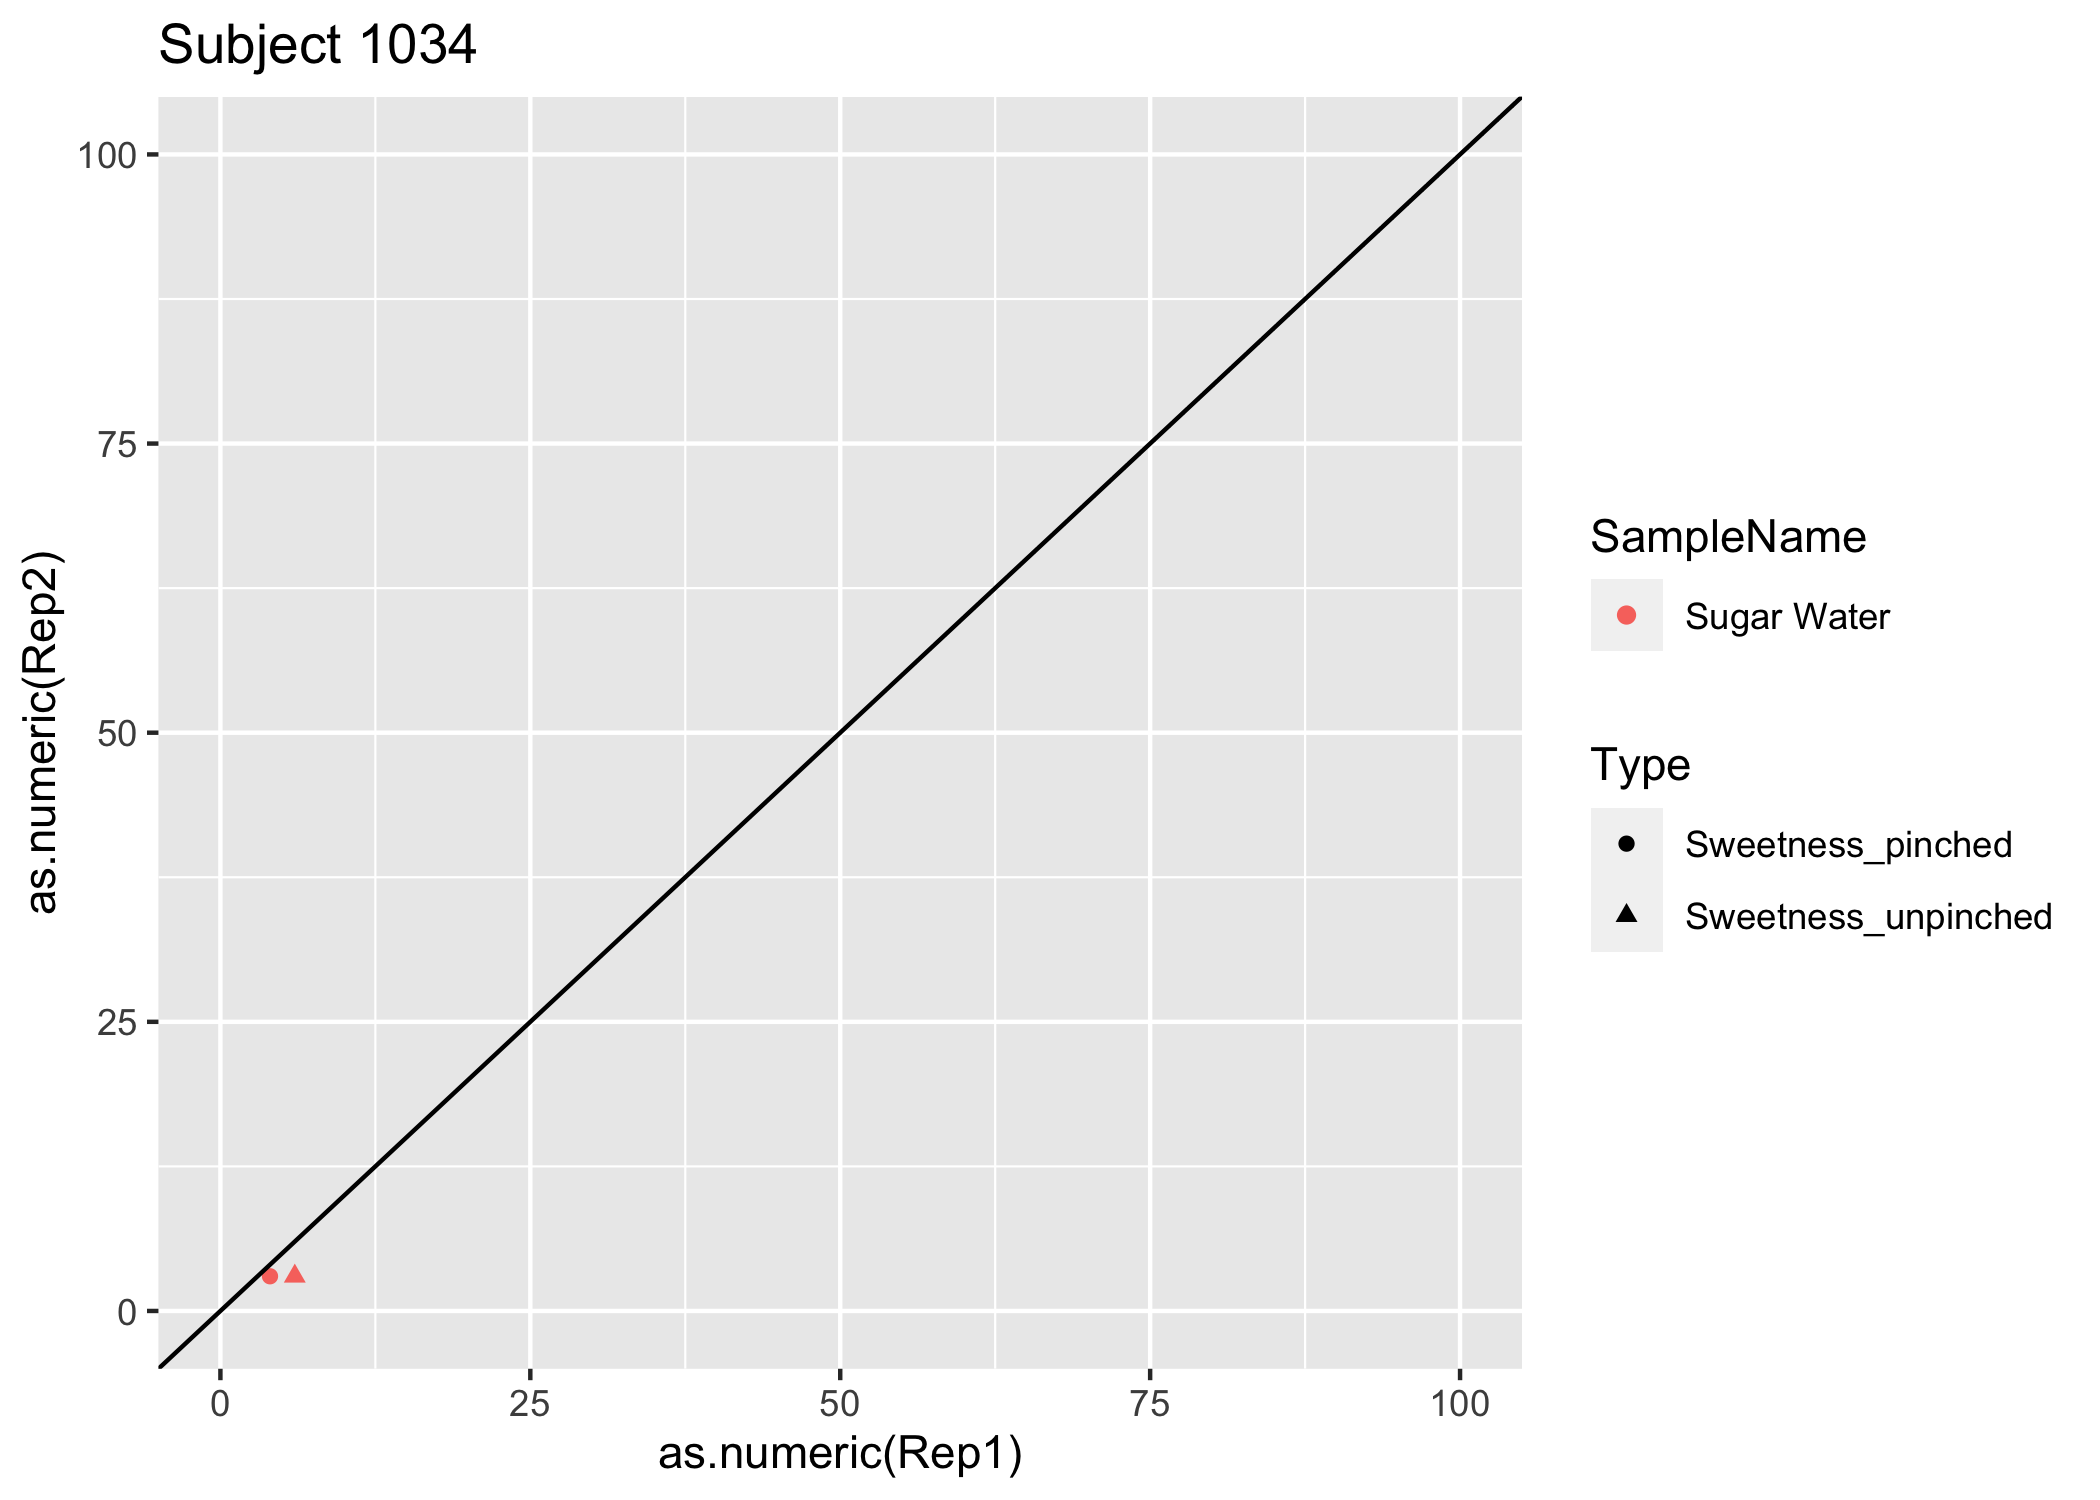 Subject 1034
100
75
50
25
0
as.numeric(Rep2)
0 25 50 75 100
as.numeric(Rep1)
SampleName
Sugar Water
Type
Sweetness_pinched
Sweetness_unpinched